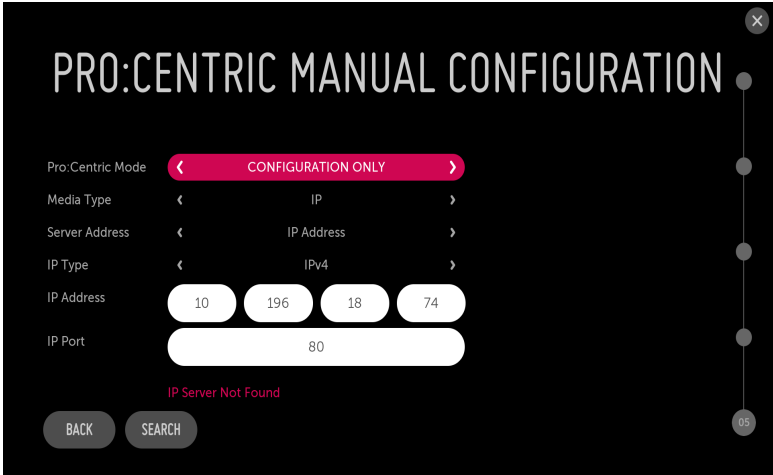 PRO:CENTRIC MANUAL CONFIGURATION
Pro:Centric Mode ‹ CONFIGURATION ONLY ›
Media Type ‹ IP ›
Server Address ‹ IP Address ›
IP Type ‹ IPv4 ›
IP Address 10 196 18 74
IP Port 80
IP Server Not Found
BACK SEARCH
05